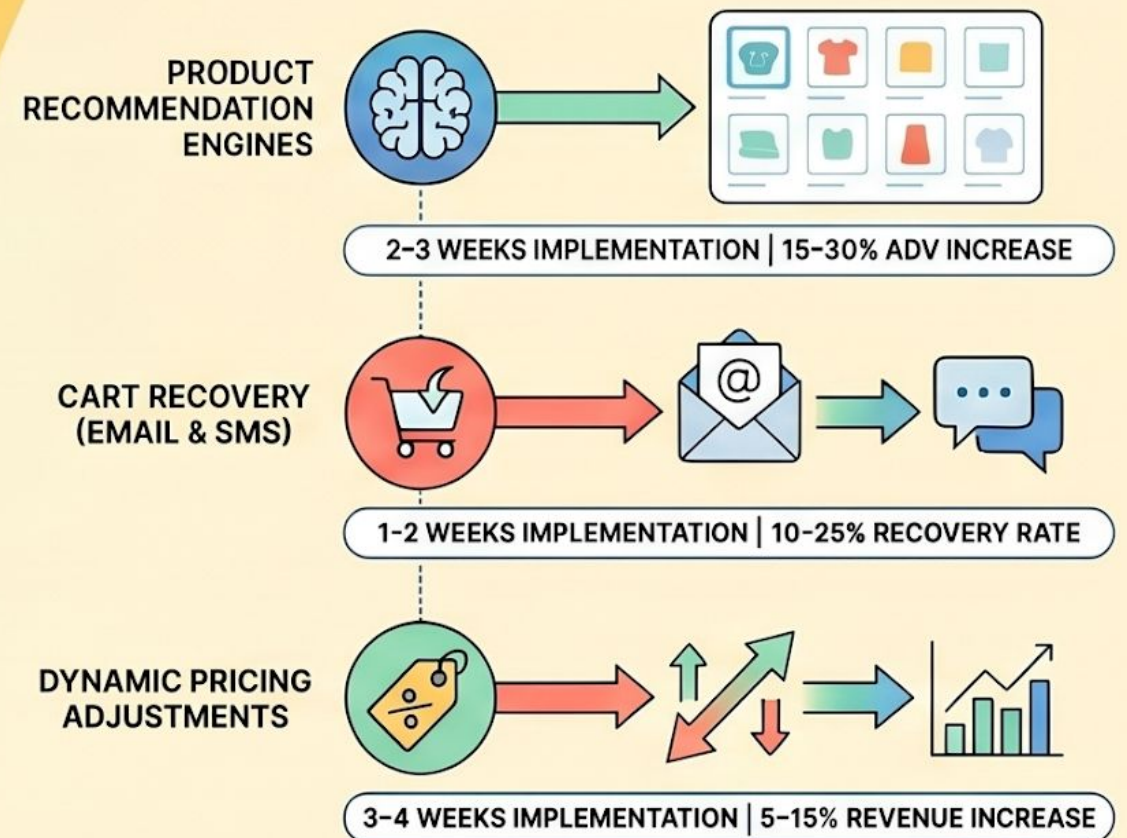 PRODUCT
RECOMMENDATION
ENGINES
2–3 WEEKS IMPLEMENTATION | 15–30% ADV INCREASE
CART RECOVERY
(EMAIL & SMS)
@
1–2 WEEKS IMPLEMENTATION | 10–25% RECOVERY RATE
DYNAMIC PRICING
ADJUSTMENTS
3–4 WEEKS IMPLEMENTATION | 5–15% REVENUE INCREASE